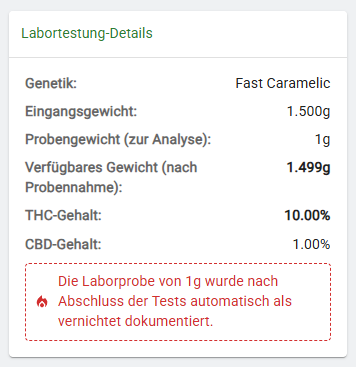 Labortestung-Details
Genetik: Fast Caramelic
Eingangsgewicht: 1.500g
Probengewicht (zur Analyse): 1g
Verfügbares Gewicht (nach 1.499g
Probennahme):
THC-Gehalt: 10.00%
CBD-Gehalt: 1.00%
Die Laborprobe von 1g wurde nach
Abschluss der Tests automatisch als
vernichtet dokumentiert.